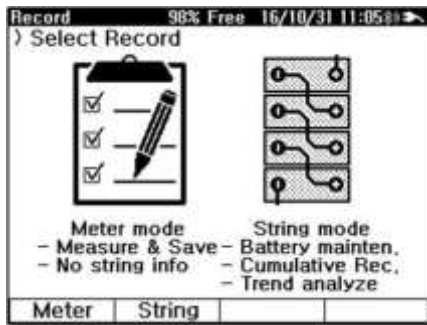 Record 98% Free 16/10/31 11:05
) Select Record
Meter mode
- Measure & Save
- No string info
String mode
- Battery mainten.
- Cumulative Rec.
- Trend analyze
Meter String